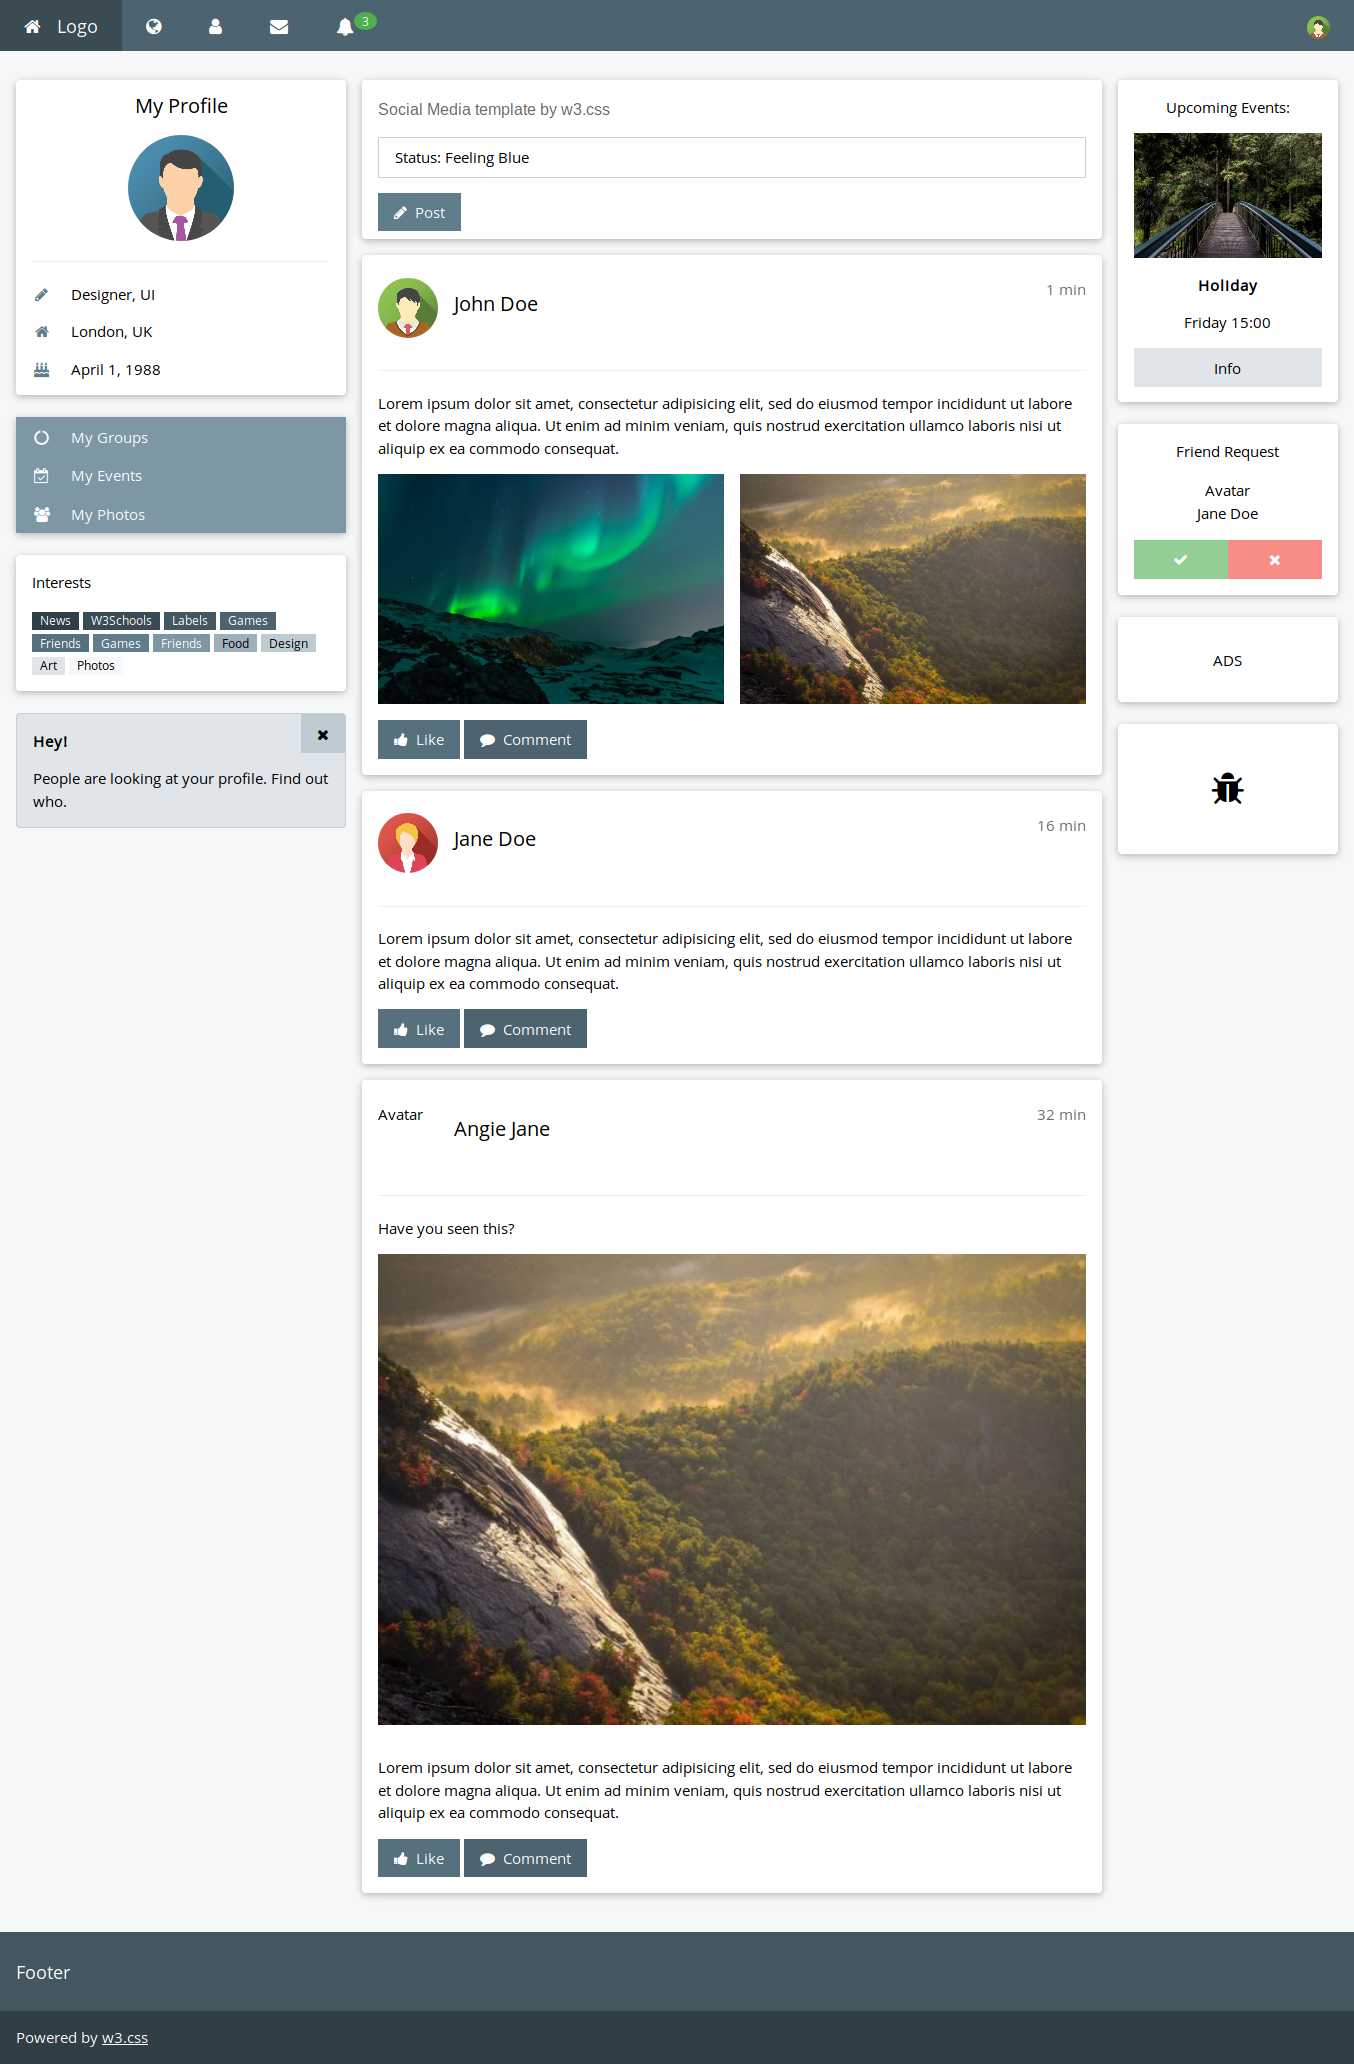 Logo
3
My Profile
Designer, UI
London, UK
April 1, 1988
My Groups
My Events
My Photos
Interests
News W3Schools Labels Games
Friends Games Friends Food Design
Art Photos
Hey!
People are looking at your profile. Find out
who.
Social Media template by w3.css
Status: Feeling Blue
Post
John Doe
1 min
Lorem ipsum dolor sit amet, consectetur adipisicing elit, sed do eiusmod tempor incididunt ut labore
et dolore magna aliqua. Ut enim ad minim veniam, quis nostrud exercitation ullamco laboris nisi ut
aliquip ex ea commodo consequat.
Like Comment
Jane Doe
16 min
Lorem ipsum dolor sit amet, consectetur adipisicing elit, sed do eiusmod tempor incididunt ut labore
et dolore magna aliqua. Ut enim ad minim veniam, quis nostrud exercitation ullamco laboris nisi ut
aliquip ex ea commodo consequat.
Like Comment
Avatar
Angie Jane
32 min
Have you seen this?
Lorem ipsum dolor sit amet, consectetur adipisicing elit, sed do eiusmod tempor incididunt ut labore
et dolore magna aliqua. Ut enim ad minim veniam, quis nostrud exercitation ullamco laboris nisi ut
aliquip ex ea commodo consequat.
Like Comment
Upcoming Events:
Holiday
Friday 15:00
Info
Friend Request
Avatar
Jane Doe
ADS
Footer
Powered by w3.css